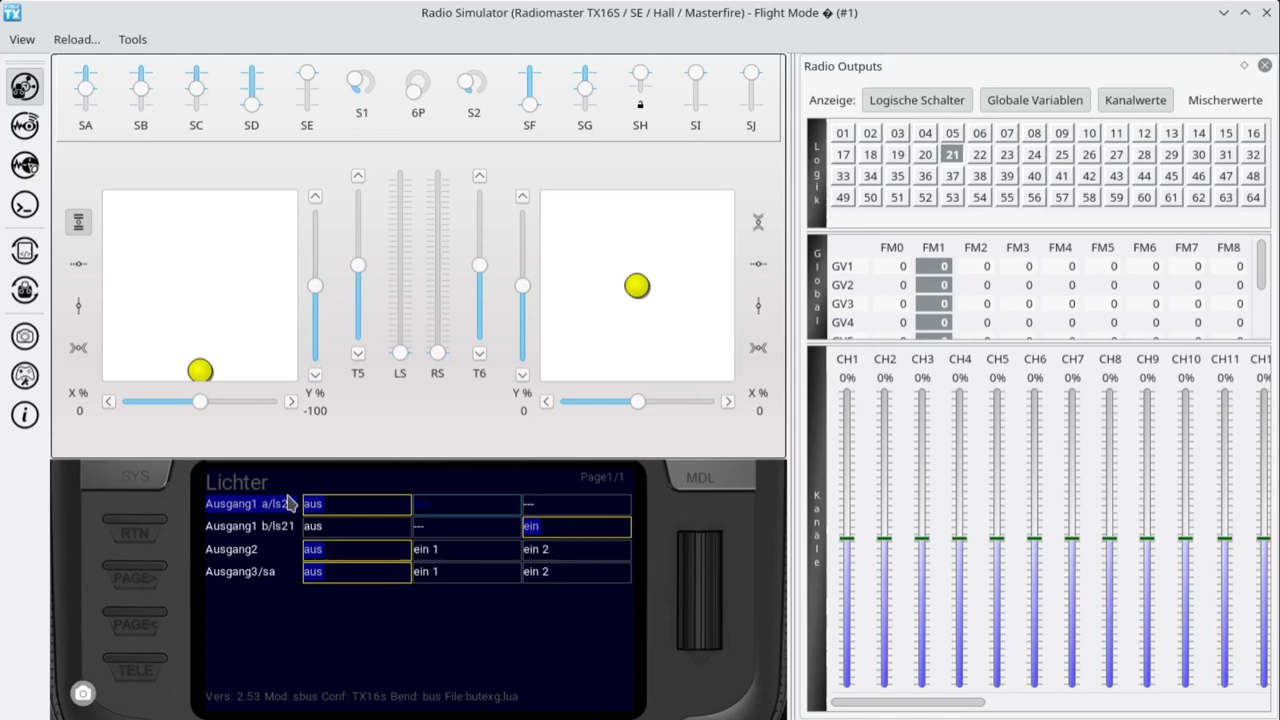 Radio Simulator (Radiomaster TX16S / SE / Hall / Masterfire) - Flight Mode � (#1)
View Reload... Tools
SA SB SC SD SE S1 6P S2 SF SG SH SI SJ
T5 LS RS T6
X %
0
Y %
-100
Y %
0
X %
0
SYS
RTN
PAGE>
PAGE<
TELE
MDL
Lichter Page1/1
Ausgang1 a/ls2 aus ---
Ausgang1 b/ls21 aus --- ein
Ausgang2 aus ein 1 ein 2
Ausgang3/sa aus ein 1 ein 2
Vers: 2.53 Mod: sbus Conf: TX16s Bend: bus File:butexg.lua
Radio Outputs
Anzeige: Logische Schalter Globale Variablen Kanalwerte Mischerwerte
Logik
01 02 03 04 05 06 07 08 09 10 11 12 13 14 15 16
17 18 19 20 21 22 23 24 25 26 27 28 29 30 31 32
33 34 35 36 37 38 39 40 41 42 43 44 45 46 47 48
49 50 51 52 53 54 55 56 57 58 59 60 61 62 63 64
Global
FM0 FM1 FM2 FM3 FM4 FM5 FM6 FM7 FM8
GV1 0 0 0 0 0 0 0 0 0
GV2 0 0 0 0 0 0 0 0 0
GV3 0 0 0 0 0 0 0 0 0
GV4 0 0 0 0 0 0 0 0 0
Kanäle
CH1 CH2 CH3 CH4 CH5 CH6 CH7 CH8 CH9 CH10 CH11 CH1
0% 0% 0% 0% 0% 0% 0% 0% 0% 0% 0% 0%